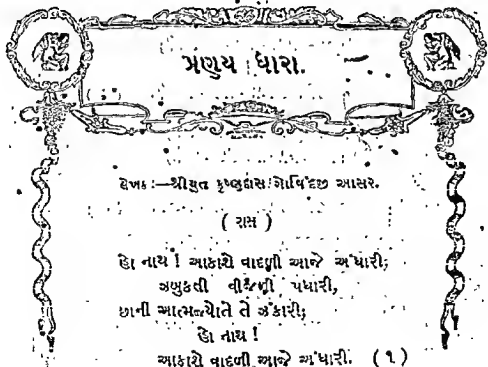 પ્રણય ધારા.
લેખક:—શ્રીયુત કૃષ્ણદાસ ગોવિંદજી આસર.
( રાસ )
હો નાથ ! આકાશે વાદળી આજે અંધારી;
ઝબુકતી વીજળી પધારી,
છાની આત્મજ્યોતે તે ઝંકારી;
હો નાથ !
આકાશે વાદળી આજે અંધારી. (૧)